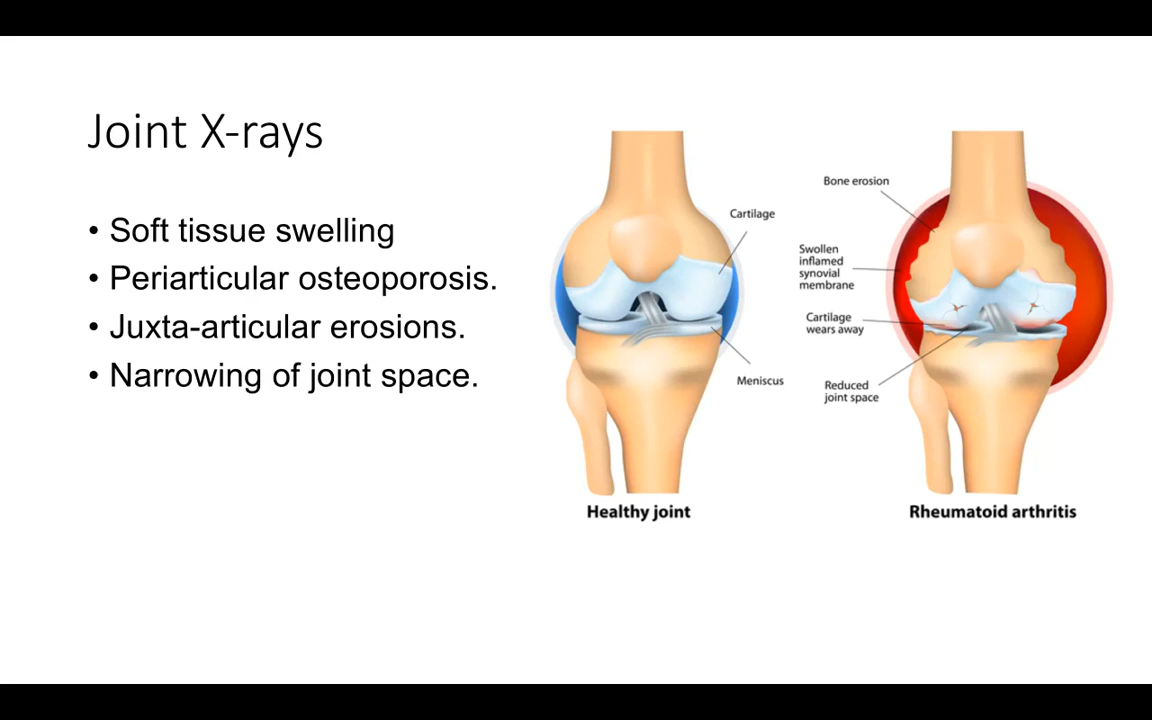 Joint X-rays
• Soft tissue swelling
• Periarticular osteoporosis.
• Juxta-articular erosions.
• Narrowing of joint space.
Cartilage
Meniscus
Healthy joint
Bone erosion
Swollen
inflamed
synovial
membrane
Cartilage
wears away
Reduced
joint space
Rheumatoid arthritis